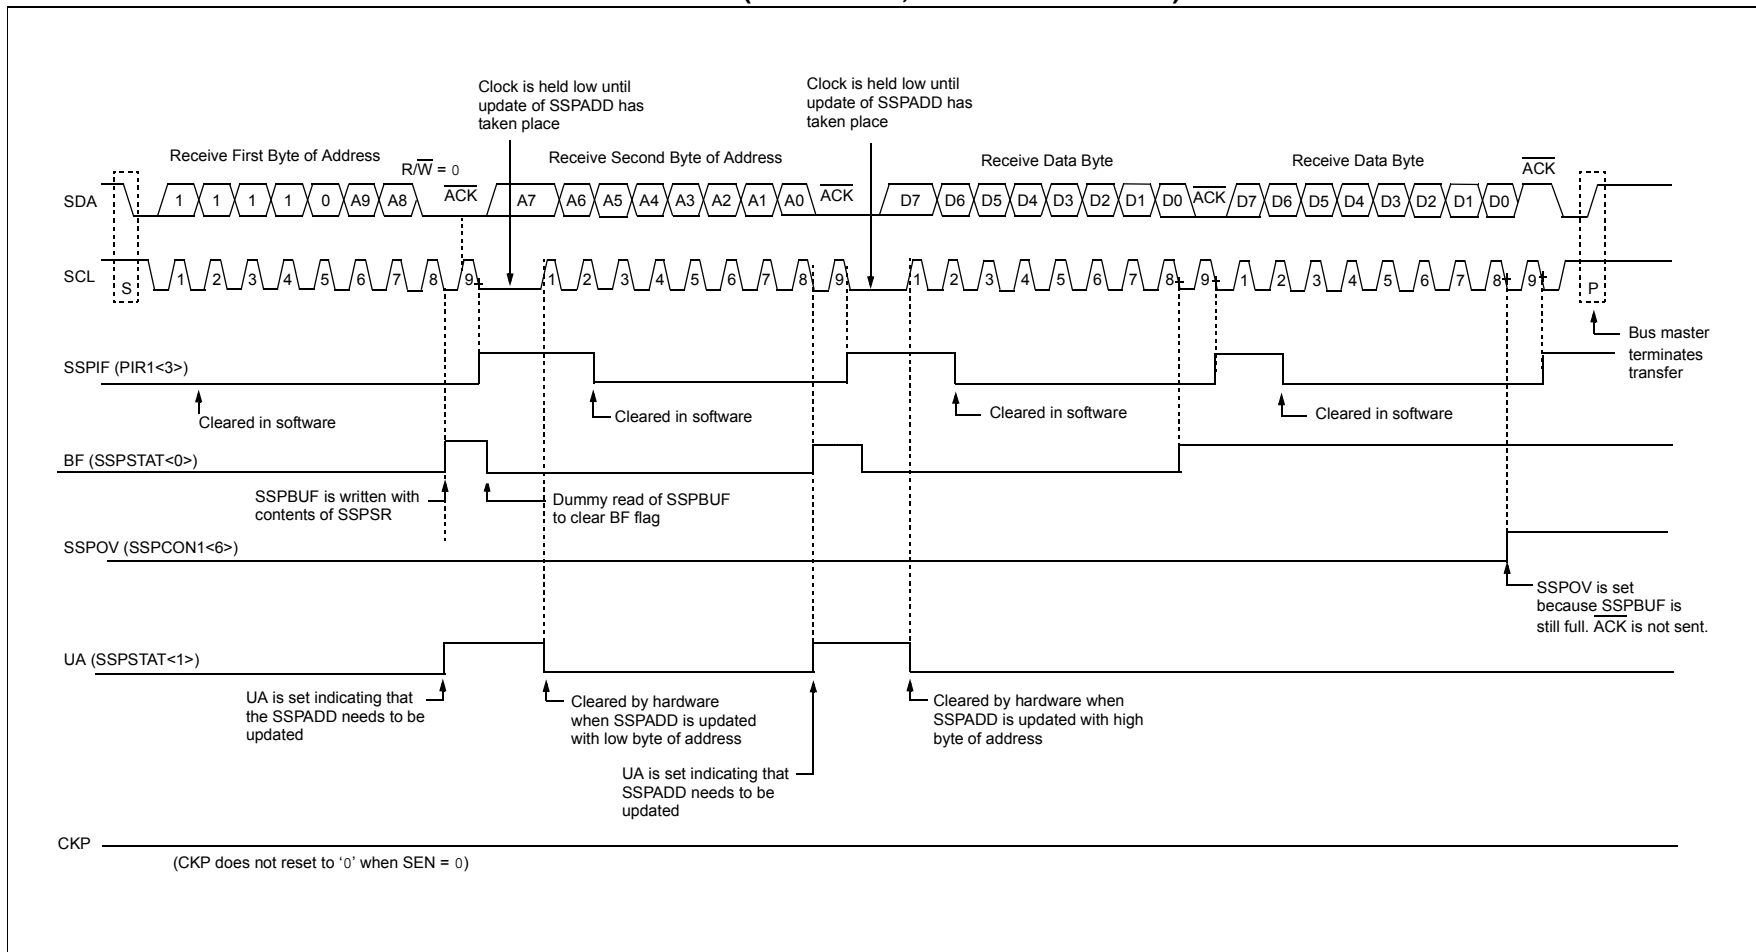 Clock is held low until
update of SSPADD has
taken place
Clock is held low until
update of SSPADD has
taken place
Receive First Byte of Address
R/W = 0
Receive Second Byte of Address
Receive Data Byte
Receive Data Byte
ACK
SDA
1 1 1 1 0 A9 A8 ACK A7 A6 A5 A4 A3 A2 A1 A0 ACK D7 D6 D5 D4 D3 D2 D1 D0 ACK D7 D6 D5 D4 D3 D2 D1 D0
SCL
S 1 2 3 4 5 6 7 8 9 1 2 3 4 5 6 7 8 9 1 2 3 4 5 6 7 8 9 1 2 3 4 5 6 7 8 9 P
Bus master
terminates
transfer
SSPIF (PIR1<3>)
Cleared in software
Cleared in software
Cleared in software
Cleared in software
BF (SSPSTAT<0>)
SSPBUF is written with
contents of SSPSR
Dummy read of SSPBUF
to clear BF flag
SSPOV (SSPCON1<6>)
SSPOV is set
because SSPBUF is
still full. ACK is not sent.
UA (SSPSTAT<1>)
UA is set indicating that
the SSPADD needs to be
updated
Cleared by hardware
when SSPADD is updated
with low byte of address
Cleared by hardware when
SSPADD is updated with high
byte of address
UA is set indicating that
SSPADD needs to be
updated
CKP
(CKP does not reset to ‘0’ when SEN = 0)